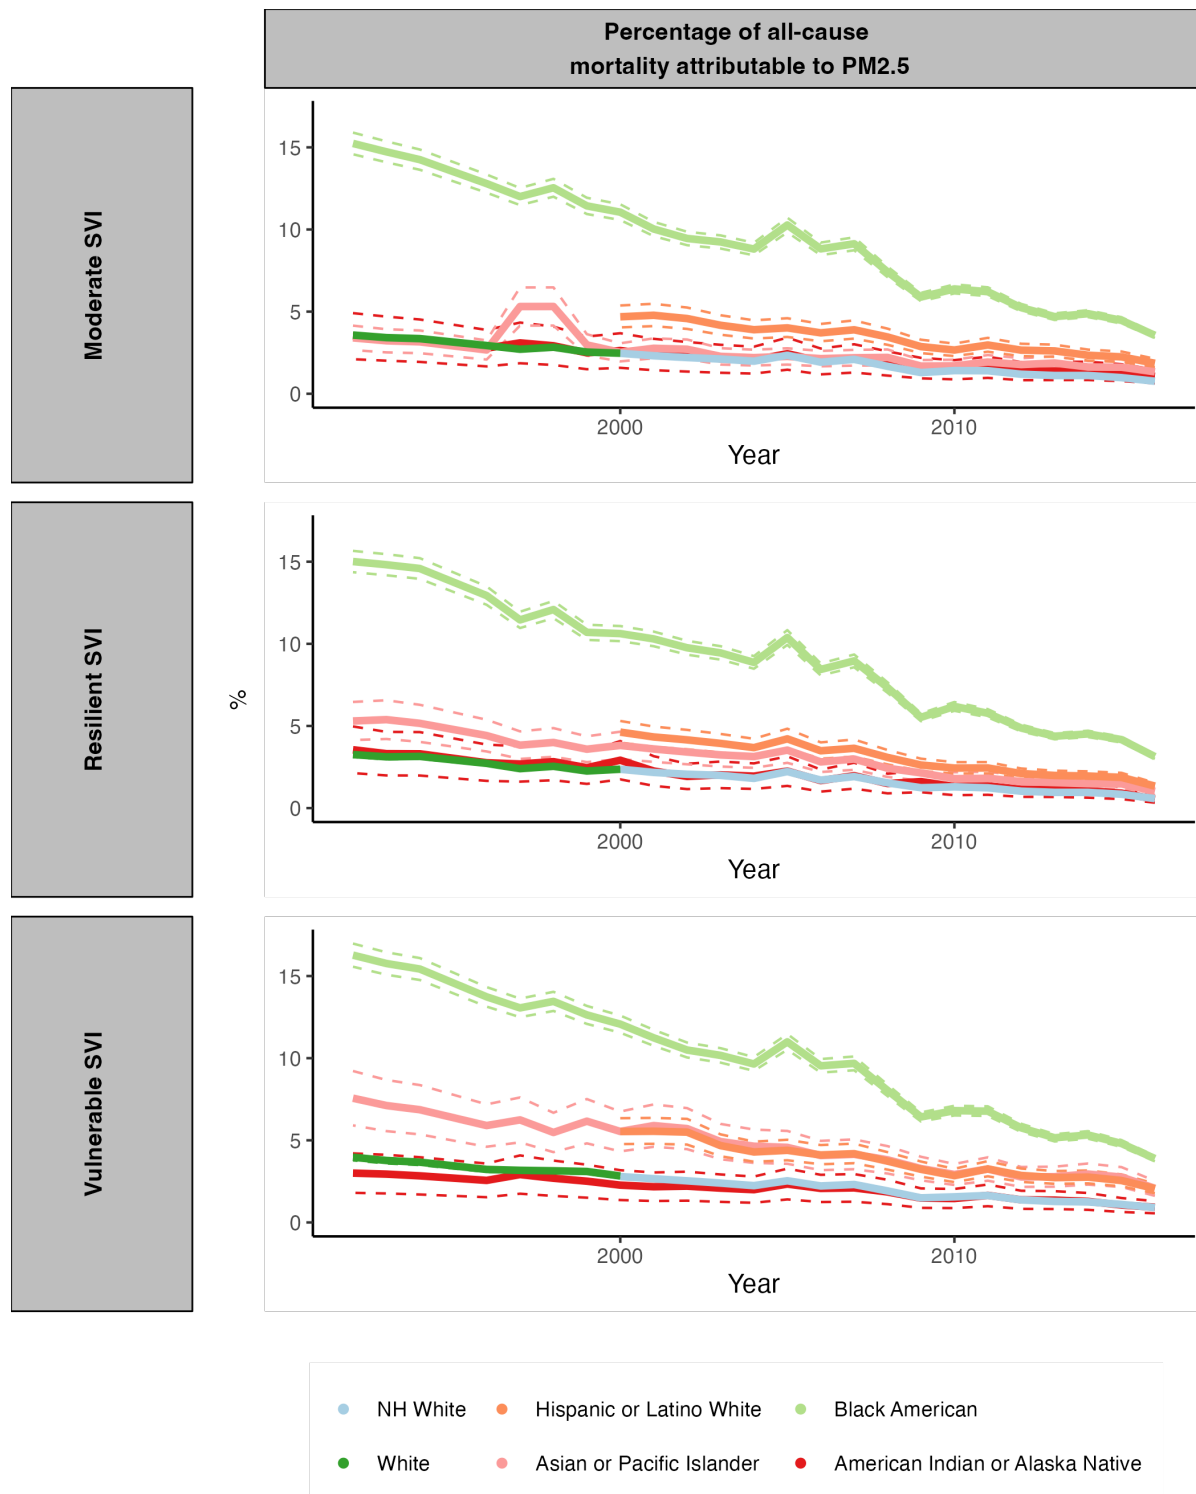 Percentage of all-cause
mortality attributable to PM2.5
Moderate SVI
15
10
5
0
2000
2010
Year
Resilient SVI
%
15
10
5
0
2000
2010
Year
Vulnerable SVI
15
10
5
0
2000
2010
Year
NH White
Hispanic or Latino White
Black American
White
Asian or Pacific Islander
American Indian or Alaska Native